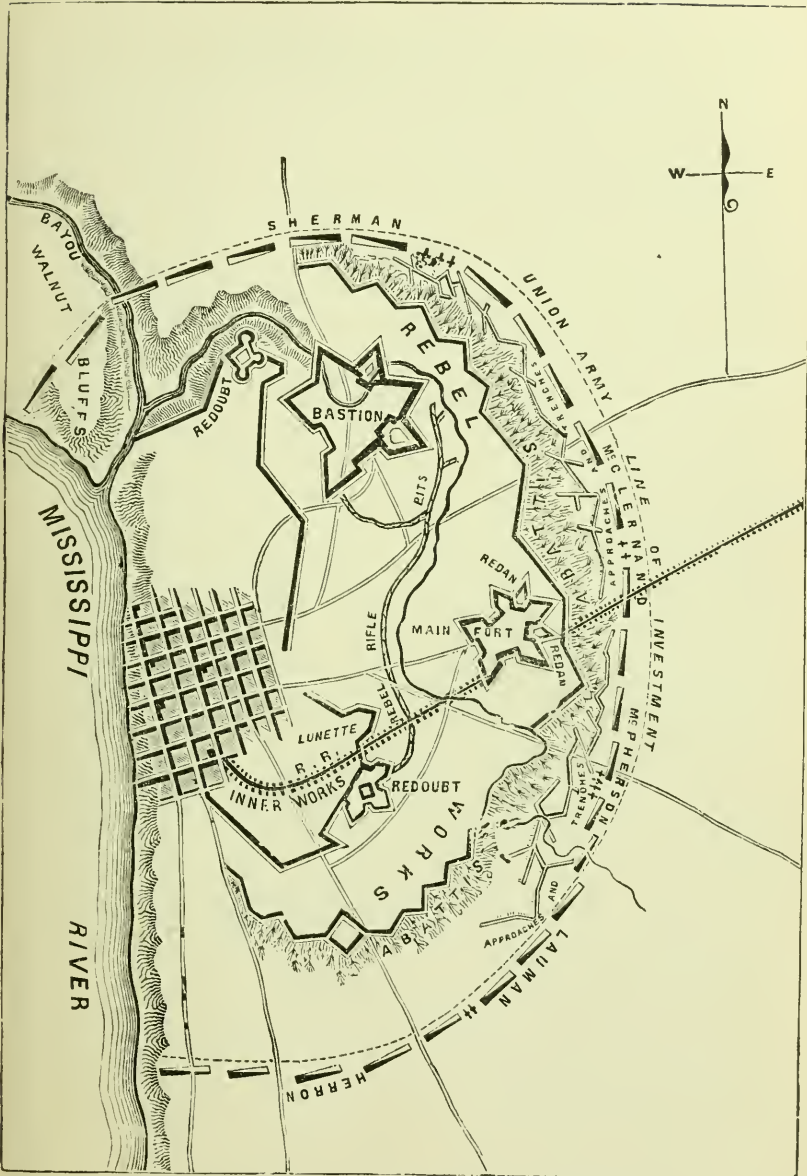 N
W E
SHERMAN
UNION ARMY
LINE OF INVESTMENT
BAYOU
WALNUT
BLUFFS
REBEL WORKS
REDOUBT
BASTION
TRENCHES
AND
APPROACHES
McCLERNAND
ABATTIS
PITS
MISSISSIPPI
RIVER
REDAN
RIFLE
MAIN FORT
REDAN
REBEL
LUNETTE
R. R.
INNER WORKS
REDOUBT
McPHERSON
TRENCHES
AND
APPROACHES
ABATTIS
LAUMAN
HERRON